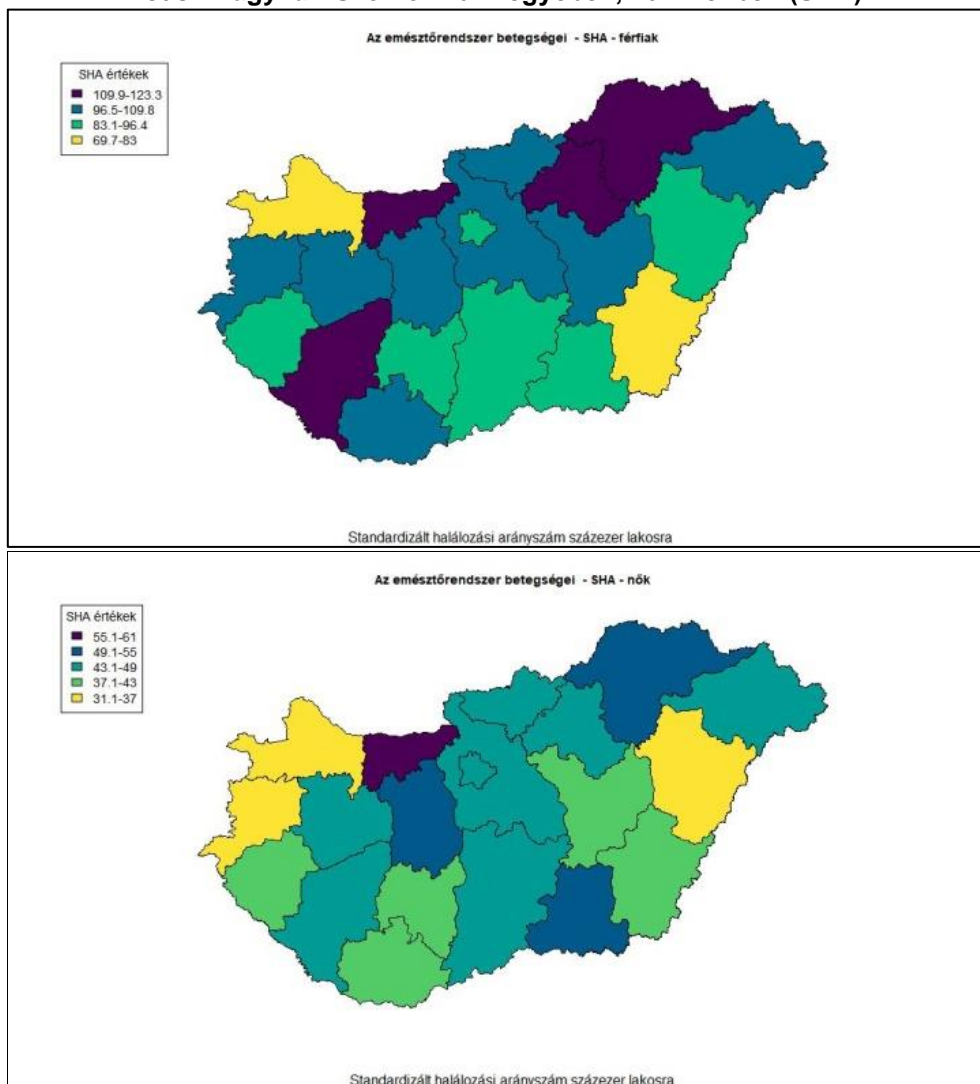 Az emésztőrendszer betegségei - SHA - férfiak
SHA értékek
109.9-123.3
96.5-109.8
83.1-96.4
69.7-83
Standardizált halálozási arányszám százezer lakosra
Az emésztőrendszer betegségei - SHA - nők
SHA értékek
55.1-61
49.1-55
43.1-49
37.1-43
31.1-37
Standardizált halálozási arányszám százezer lakosra